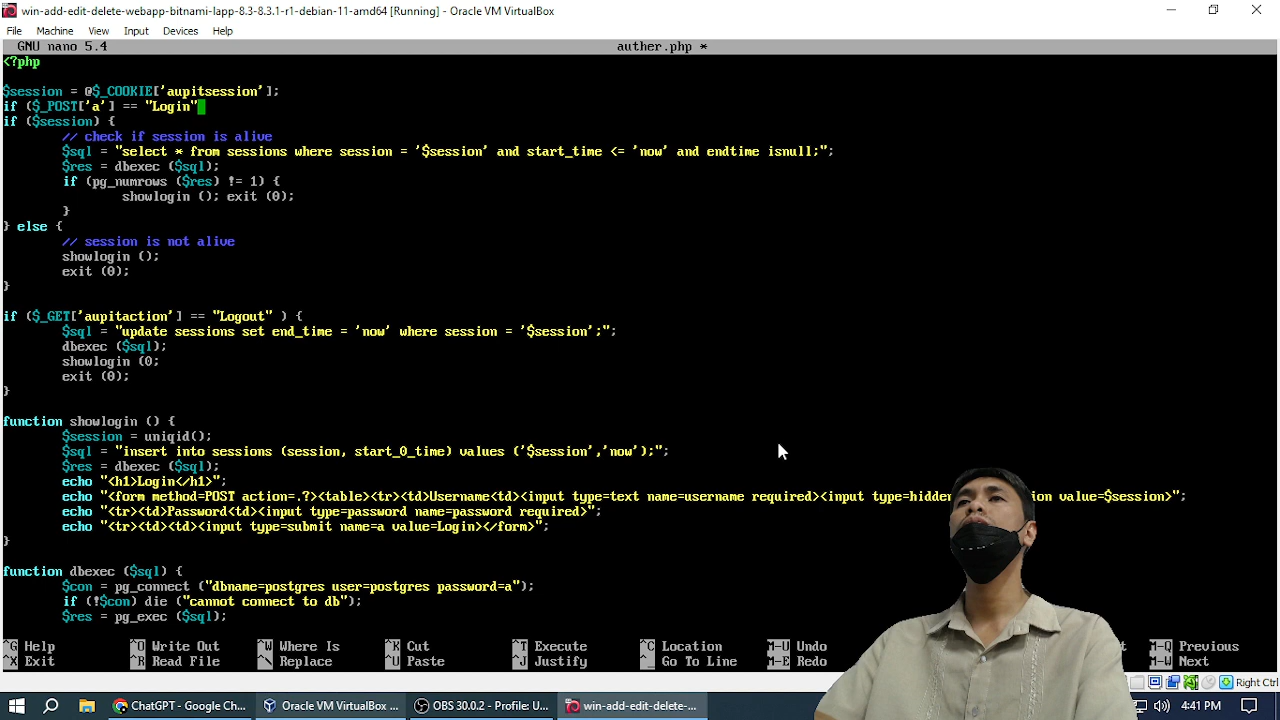 win-add-edit-delete-webapp-bitnami-lapp-8.3-8.3.1-r1-debian-11-amd64 [Running] - Oracle VM VirtualBox
File Machine View Input Devices Help
GNU nano 5.4 auther.php *
<?php
$session = @$_COOKIE['aupitsession'];
if ($_POST['a'] == "Login"
if ($session) {
// check if session is alive
$sql = "select * from sessions where session = '$session' and start_time <= 'now' and endtime isnull;";
$res = dbexec ($sql);
if (pg_numrows ($res) != 1) {
showlogin (); exit (0);
}
} else {
// session is not alive
showlogin ();
exit (0);
}
if ($_GET['aupitaction'] == "Logout" ) {
$sql = "update sessions set end_time = 'now' where session = '$session';";
dbexec ($sql);
showlogin (0;
exit (0);
}
function showlogin () {
$session = uniqid();
$sql = "insert into sessions (session, start_0_time) values ('$session','now');";
$res = dbexec ($sql);
echo "<h1>Login</h1>";
echo "<form method=POST action=.?><table><tr><td>Username<td><input type=text name=username required><input type=hidden ion value=$session>";
echo "<tr><td>Password<td><input type=password name=password required>";
echo "<tr><td><td><input type=submit name=a value=Login></form>";
}
function dbexec ($sql) {
$con = pg_connect ("dbname=postgres user=postgres password=a");
if (!$con) die ("cannot connect to db");
$res = pg_exec ($sql);
^G Help ^O Write Out ^W Where Is ^K Cut ^T Execute ^C Location M-U Undo M-Q Previous
^X Exit ^R Read File ^\ Replace ^U Paste ^J Justify ^_ Go To Line M-E Redo M-W Next
Right Ctrl
ChatGPT - Google Ch... Oracle VM VirtualBox OBS 30.0.2 - Profile: U... win-add-edit-delete-... 4:41 PM